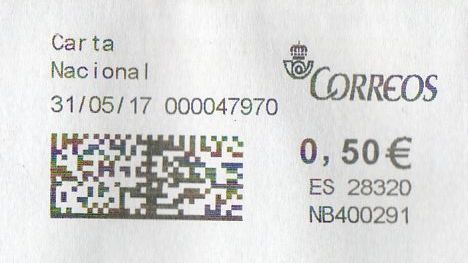 Carta
Nacional
31/05/17 000047970
CORREOS
0,50€
ES 28320
NB400291